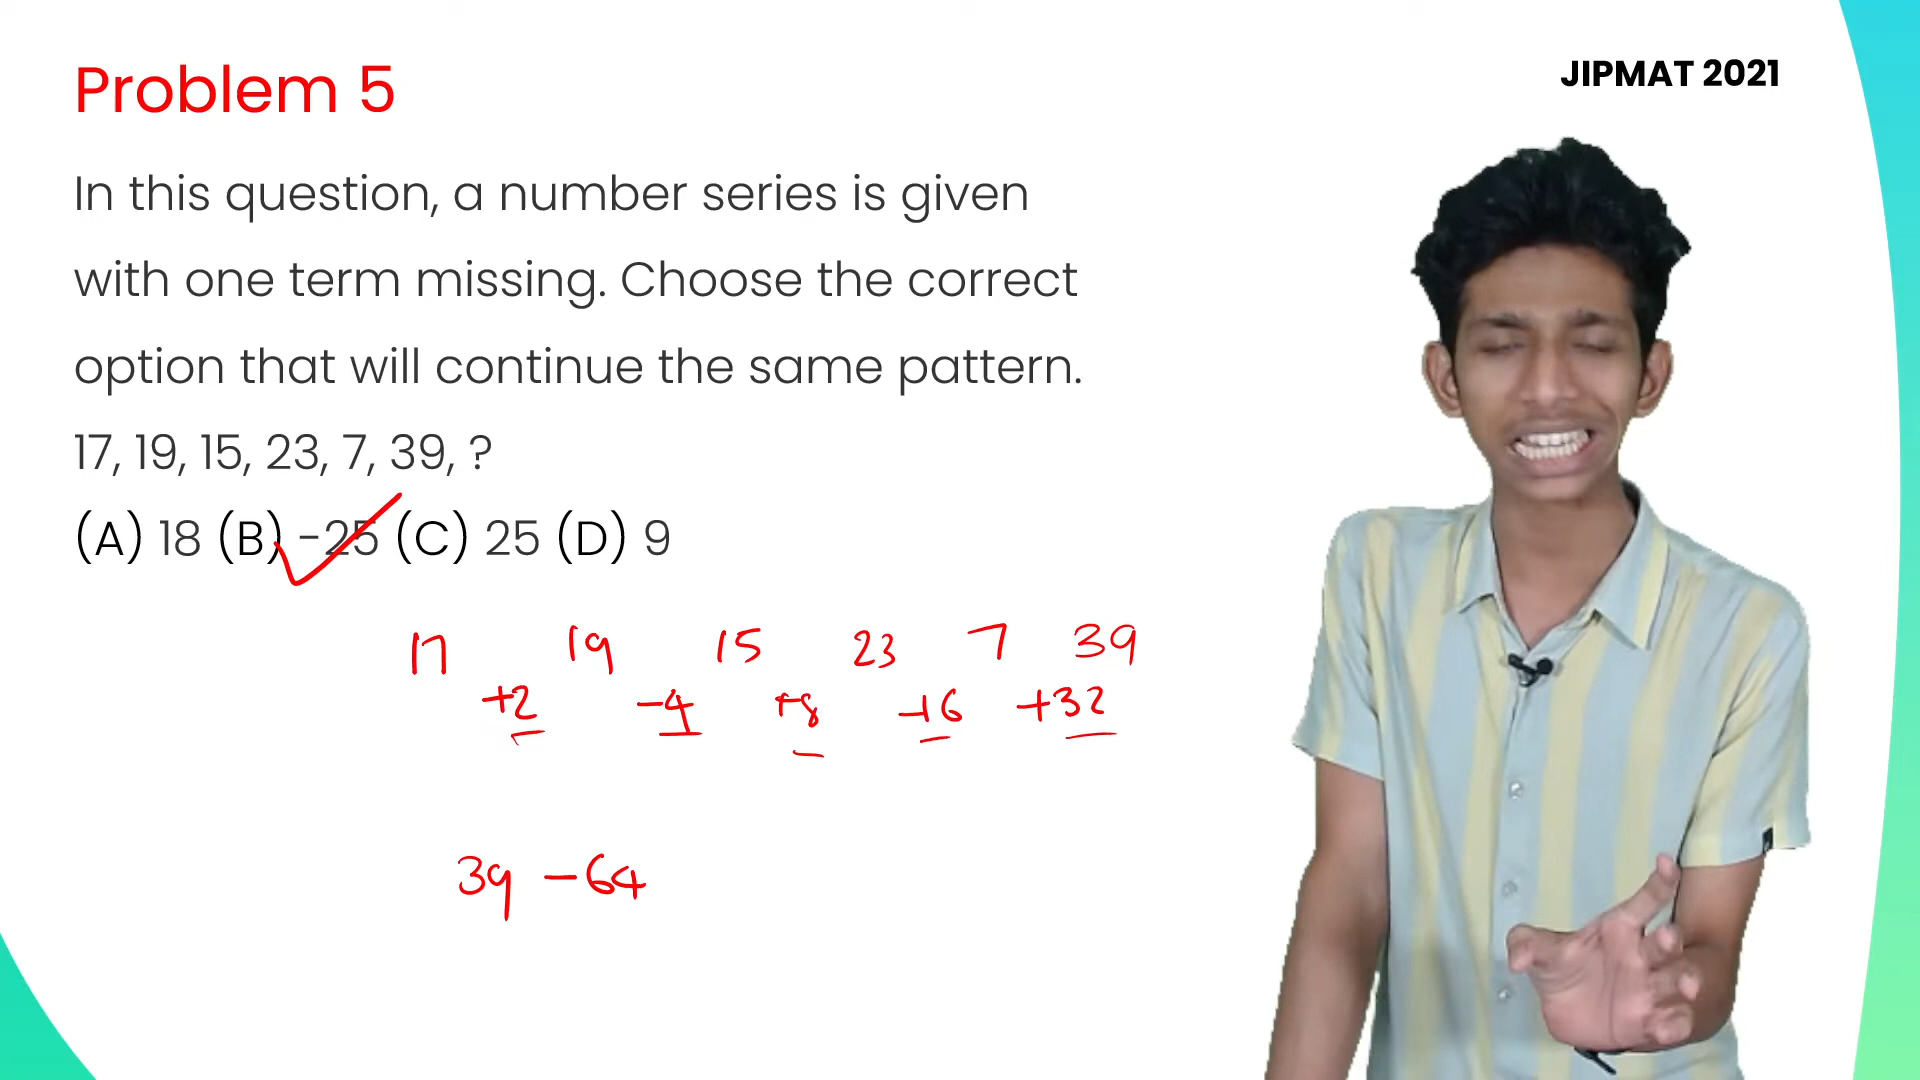 Problem 5
JIPMAT 2021
In this question, a number series is given
with one term missing. Choose the correct
option that will continue the same pattern.
17, 19, 15, 23, 7, 39, ?
(A) 18 (B) -25 (C) 25 (D) 9
17 19 15 23 7 39
+2 -4 +8 -16 +32
39 -64